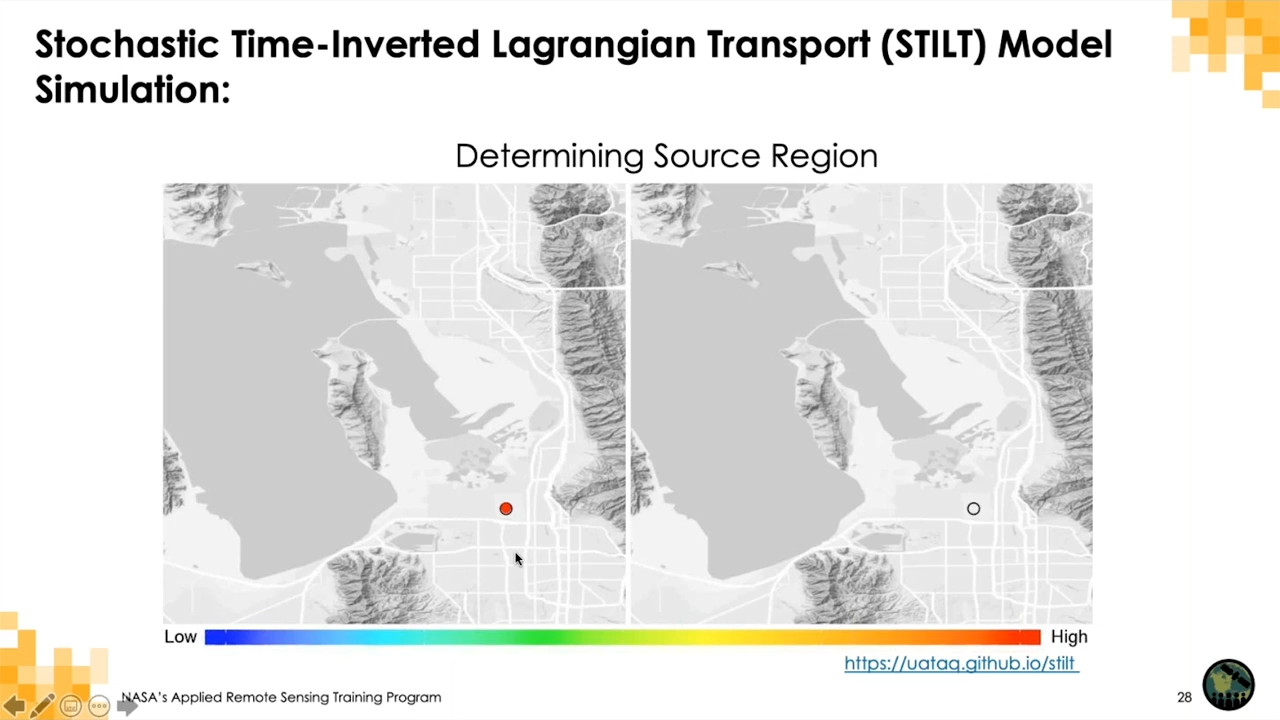 Stochastic Time-Inverted Lagrangian Transport (STILT) Model
Simulation:
Determining Source Region
Low
High
https://uataq.github.io/stilt
NASA's Applied Remote Sensing Training Program
28